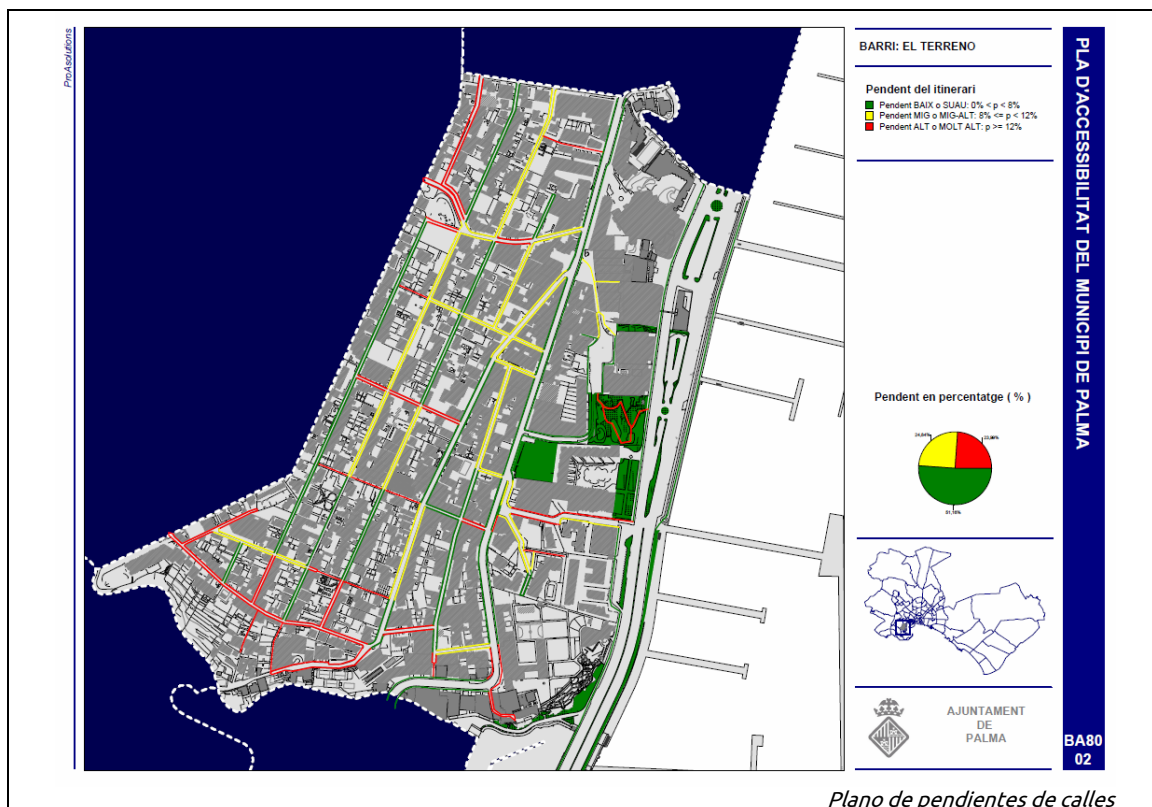 ProAsolutions
BARRI: EL TERRENO
Pendent del itinerari
Pendent BAIX o SUAU: 0% < p < 8%
Pendent MIG o MIG-ALT: 8% <= p < 12%
Pendent ALT o MOLT ALT: p >= 12%
PLA D'ACCESSIBILITAT DEL MUNICIPI DE PALMA
Pendent en percentatge ( % )
AJUNTAMENT
DE
PALMA
BA80
02
Plano de pendientes de calles